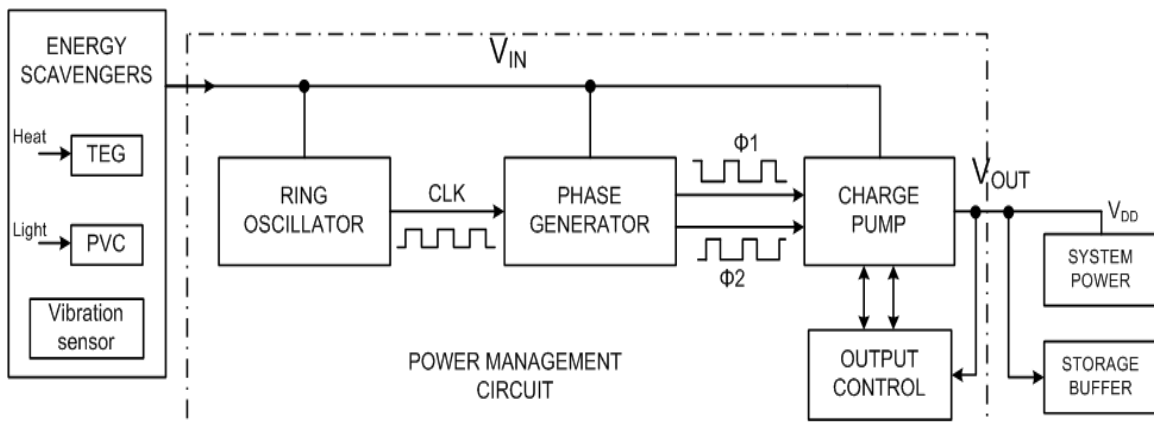 ENERGY
SCAVENGERS
Heat
TEG
Light
PVC
Vibration
sensor
VIN
RING
OSCILLATOR
CLK
PHASE
GENERATOR
Φ1
Φ2
CHARGE
PUMP
VOUT
VDD
SYSTEM
POWER
OUTPUT
CONTROL
STORAGE
BUFFER
POWER MANAGEMENT
CIRCUIT